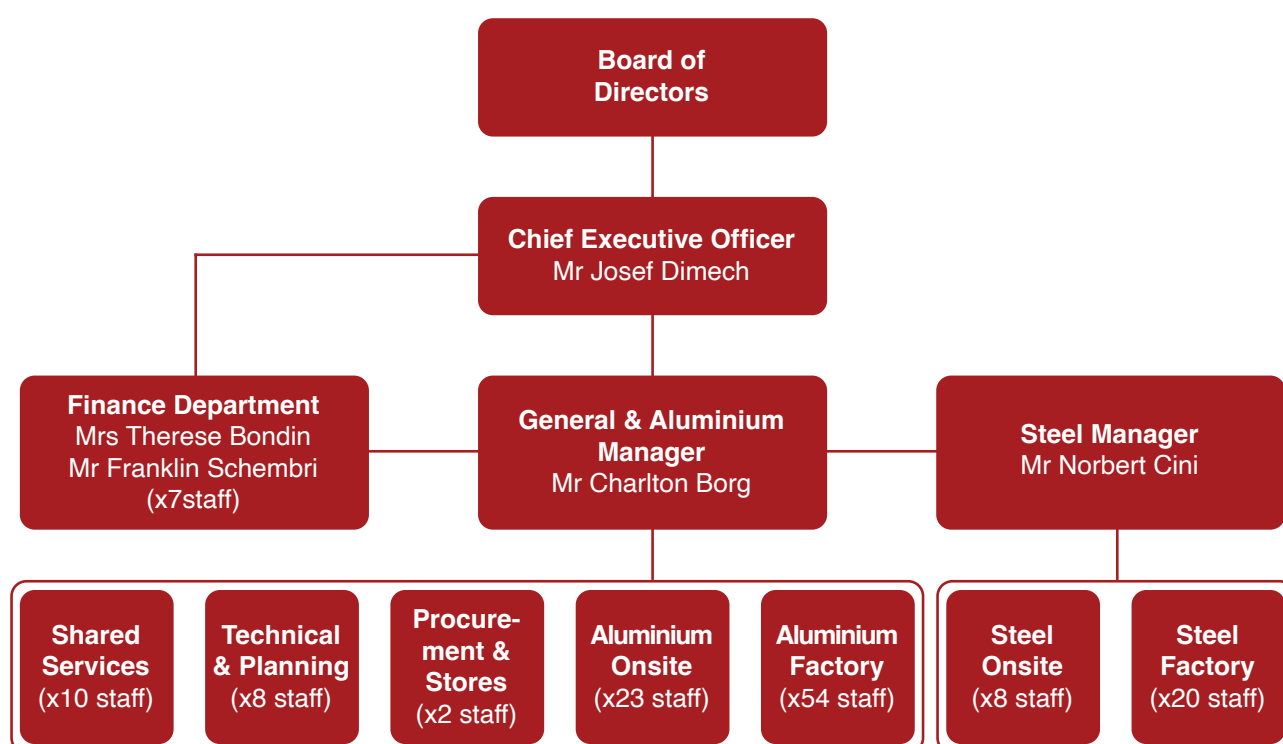 Board of
Directors
Chief Executive Officer
Mr Josef Dimech
Finance Department
Mrs Therese Bondin
Mr Franklin Schembri
(x7staff)
General & Aluminium
Manager
Mr Charlton Borg
Steel Manager
Mr Norbert Cini
Shared
Services
(x10 staff)
Technical
& Planning
(x8 staff)
Procure-
ment &
Stores
(x2 staff)
Aluminium
Onsite
(x23 staff)
Aluminium
Factory
(x54 staff)
Steel
Onsite
(x8 staff)
Steel
Factory
(x20 staff)